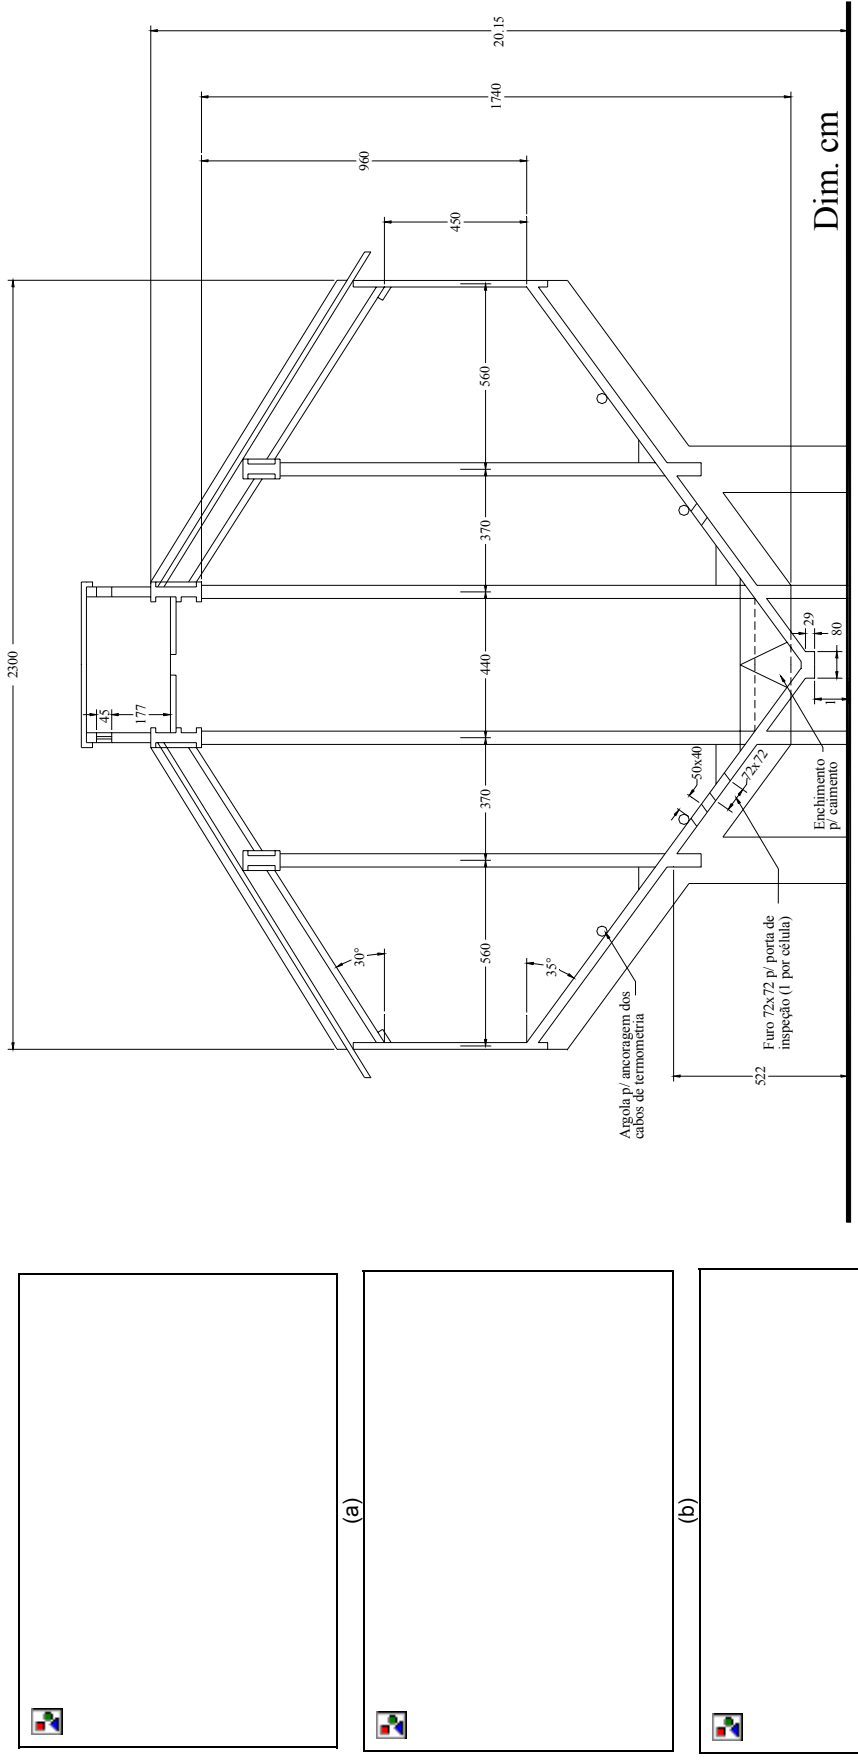 2300
20.15
1740
960
450
560
370
440
370
560
45
177
30°
35°
50x40
72x72
29
80
1
522
Enchimento
p/ caimento
Furo 72x72 p/ porta de
inspeção (1 por célula)
Argola p/ ancoragem dos
cabos de termometria
Dim. cm
(a)
(b)